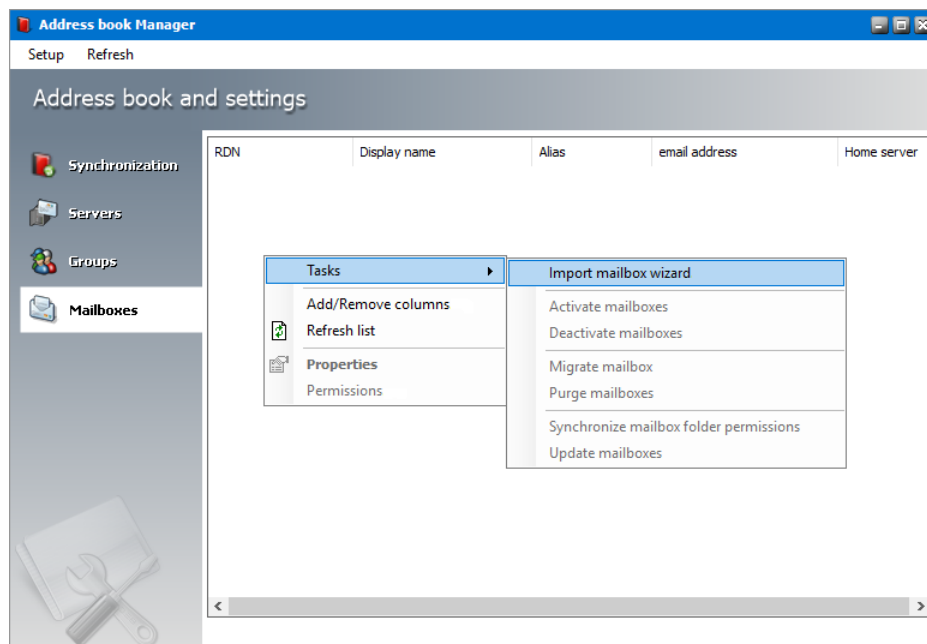 Address book Manager
Setup Refresh
Address book and settings
Synchronization
Servers
Groups
Mailboxes
RDN Display name Alias email address Home server
Tasks
Add/Remove columns
Refresh list
Properties
Permissions
Import mailbox wizard
Activate mailboxes
Deactivate mailboxes
Migrate mailbox
Purge mailboxes
Synchronize mailbox folder permissions
Update mailboxes